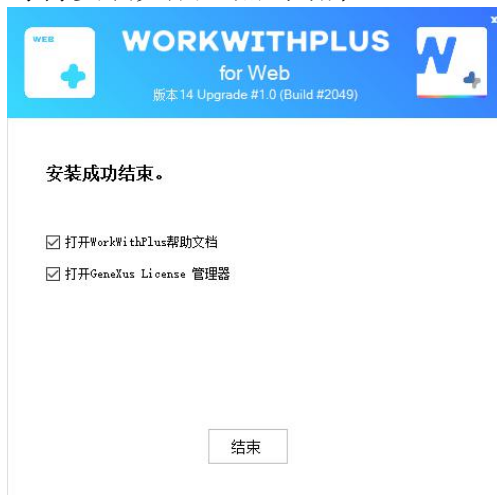 WEB
WORKWITHPLUS
for Web
版本14 Upgrade #1.0 (Build #2049)
x
安装成功结束。
打开WorkWithPlus帮助文档
打开GeneXus License 管理器
结束